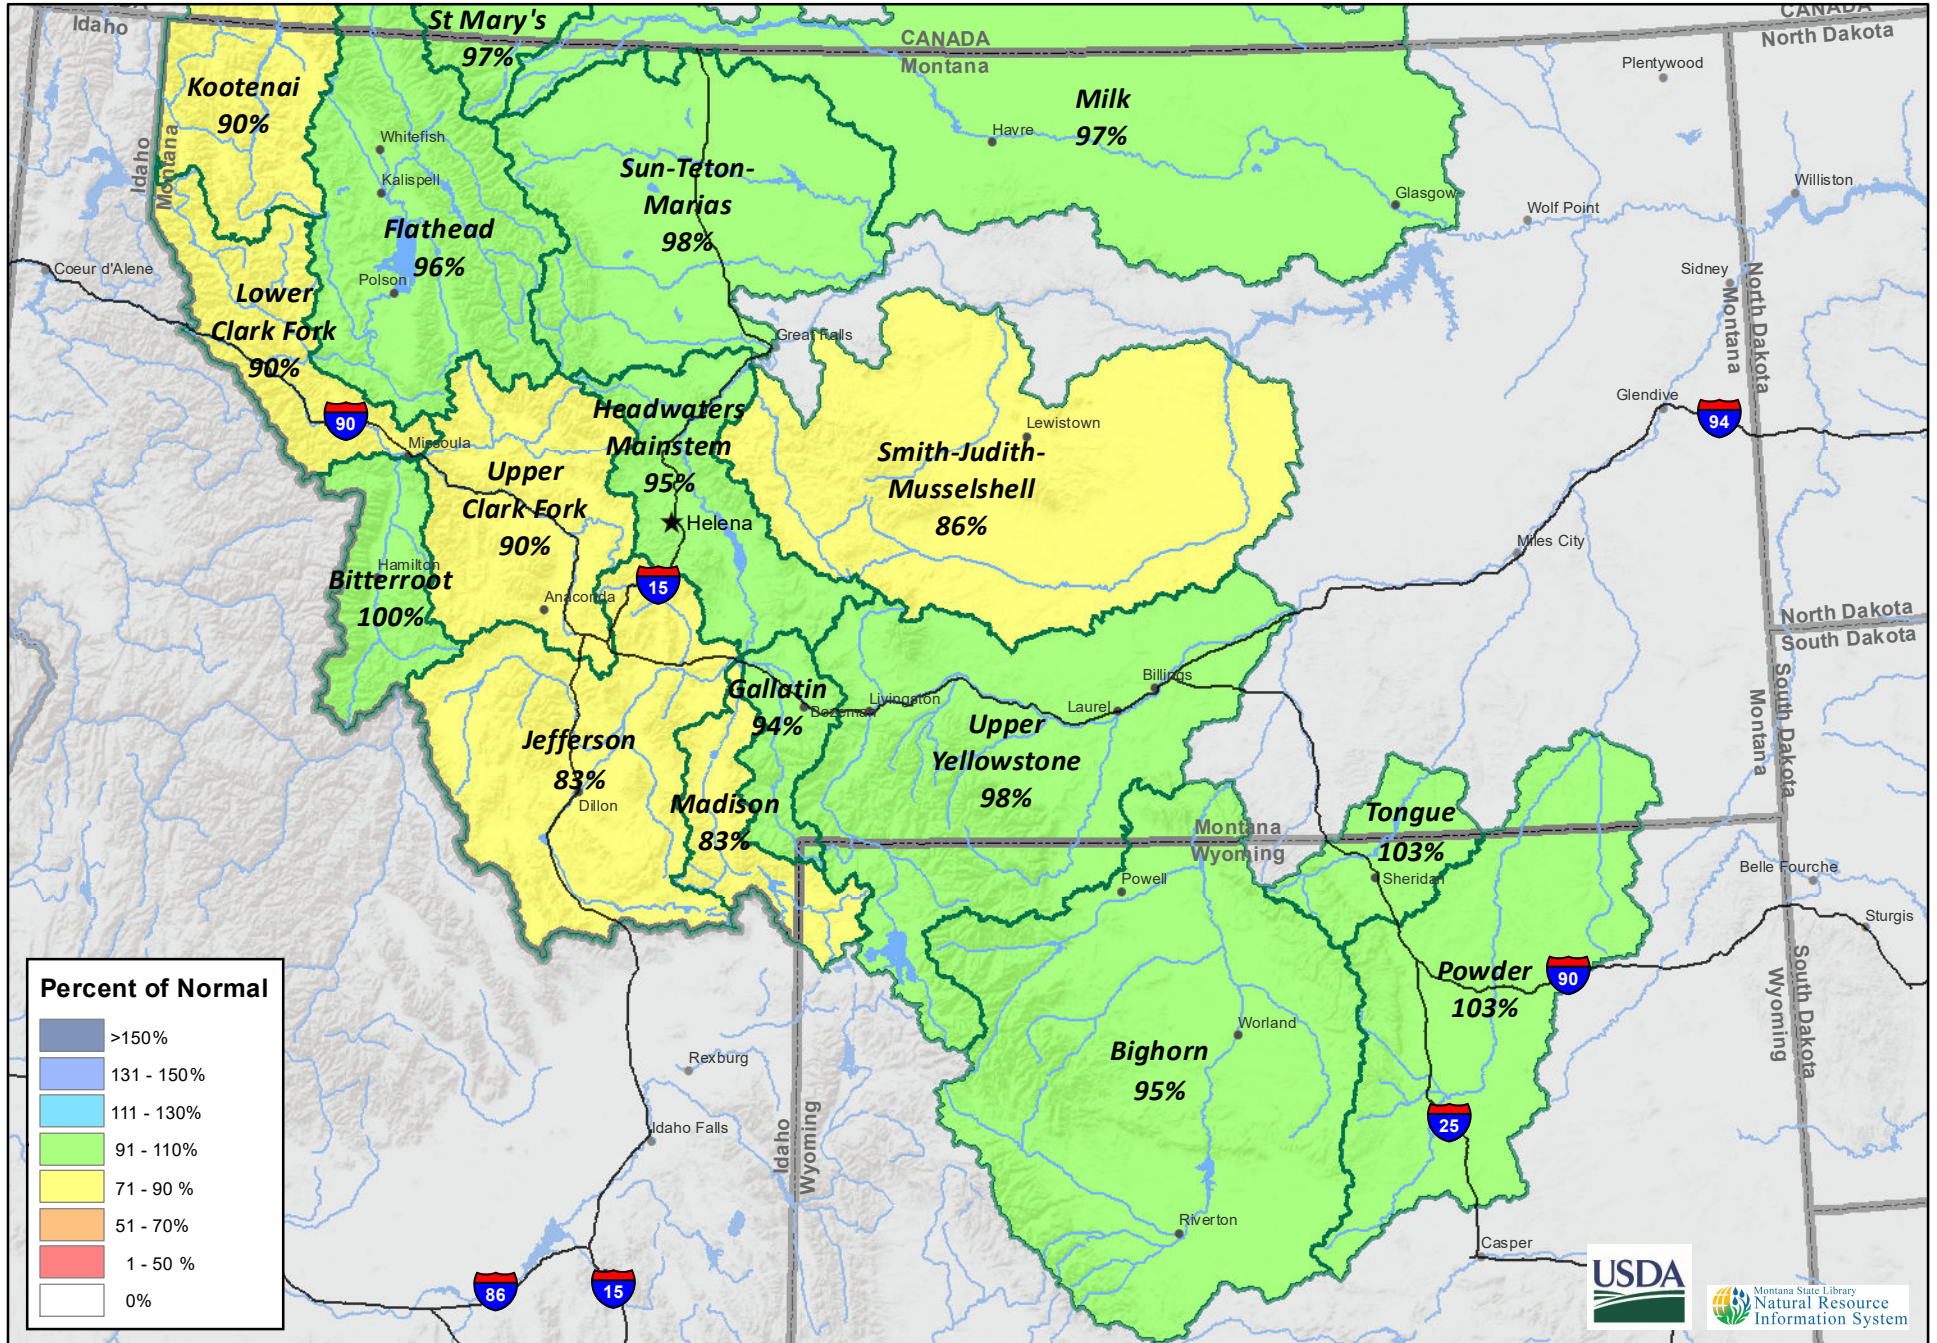 CANADA
Idaho
St Mary's
97%
CANADA
Montana
CANADA
North Dakota
Plentywood
Kootenai
90%
Milk
97%
Havre
Whitefish
Idaho
Montana
Kalispell
Sun-Teton-
Marias
98%
Glasgow
Williston
Wolf Point
Flathead
96%
Coeur d'Alene
Polson
Sidney
North Dakota
Montana
Lower
Clark Fork
90%
Great Falls
Glendive
94
90
Missoula
Headwaters
Mainstem
95%
Lewistown
Smith-Judith-
Musselshell
86%
Upper
Clark Fork
90%
Helena
Miles City
Hamilton
Bitterroot
100%
Anaconda
15
North Dakota
South Dakota
Gallatin
94%
Bozeman
Livingston
Billings
Laurel
South Dakota
Montana
Upper
Yellowstone
98%
Jefferson
83%
Dillon
Madison
83%
Tongue
103%
Montana
Wyoming
Powell
Sheridan
Belle Fourche
Sturgis
Powder
103%
90
South Dakota
Wyoming
Worland
Bighorn
95%
Rexburg
25
Idaho Falls
Idaho
Wyoming
Riverton
Casper
86
15
Percent of Normal
>150%
131 - 150%
111 - 130%
91 - 110%
71 - 90 %
51 - 70%
1 - 50 %
0%
USDA
Montana State Library
Natural Resource
Information System